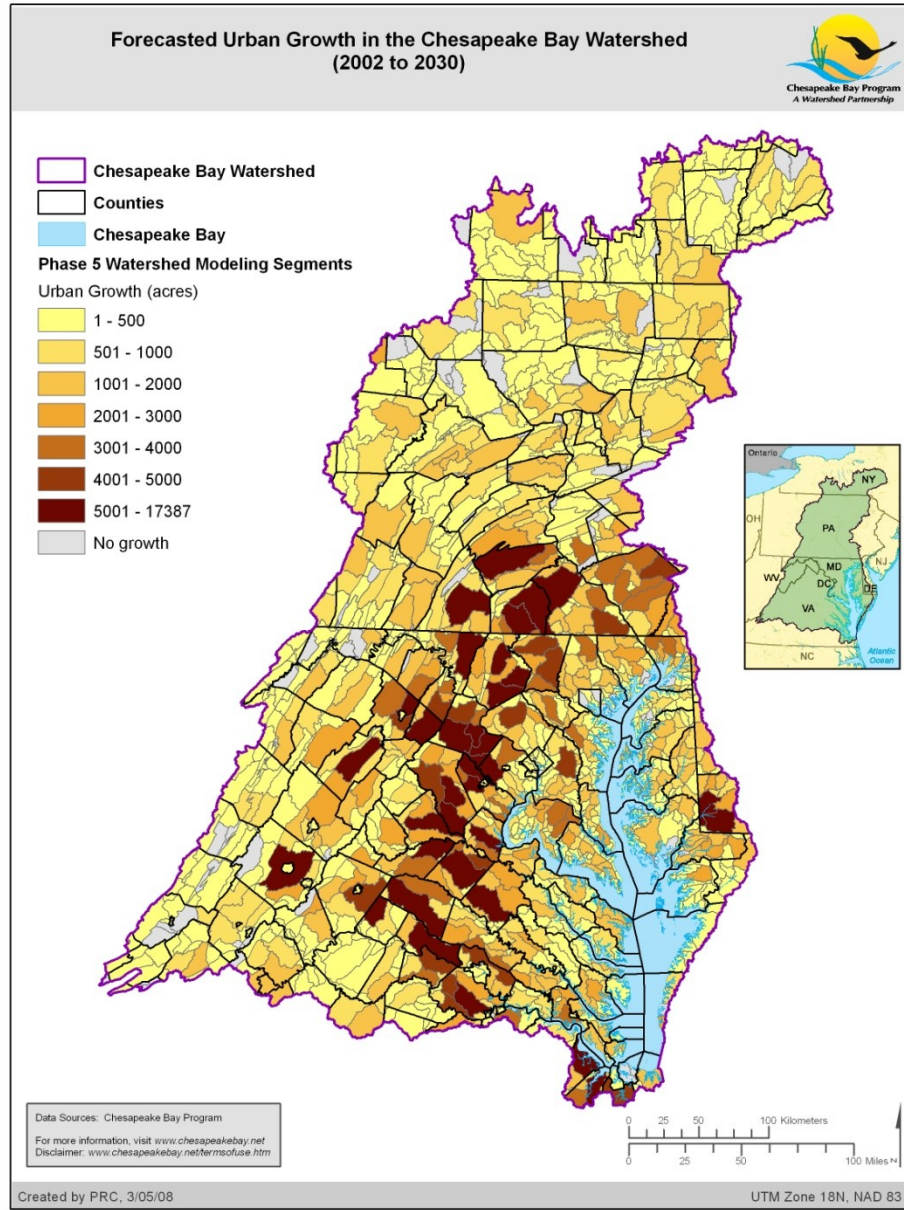 Forecasted Urban Growth in the Chesapeake Bay Watershed
(2002 to 2030)
Chesapeake Bay Program
A Watershed Partnership
Chesapeake Bay Watershed
Counties
Chesapeake Bay
Phase 5 Watershed Modeling Segments
Urban Growth (acres)
1 - 500
501 - 1000
1001 - 2000
2001 - 3000
3001 - 4000
4001 - 5000
5001 - 17387
No growth
Ontario
NY
OH
PA
NJ
MD
WV
DC
DE
VA
NC
Atlantic
Ocean
Data Sources: Chesapeake Bay Program
For more information, visit www.chesapeakebay.net
Disclaimer: www.chesapeakebay.net/termsofuse.htm
0 25 50 100 Kilometers
0 25 50 100 Miles
N
Created by PRC, 3/05/08
UTM Zone 18N, NAD 83